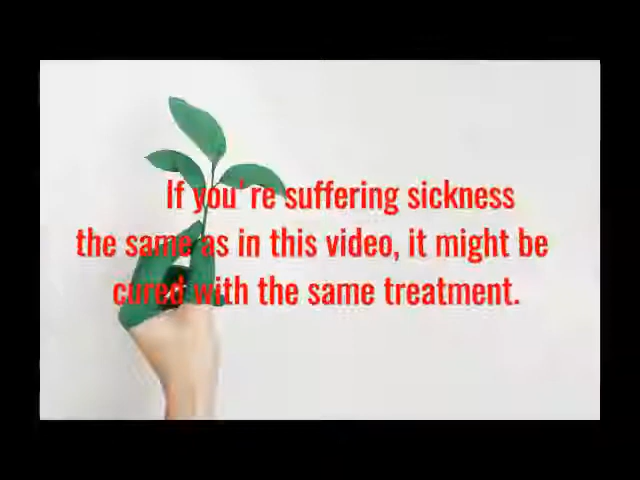 If you're suffering sickness
the same as in this video, it might be
cured with the same treatment.